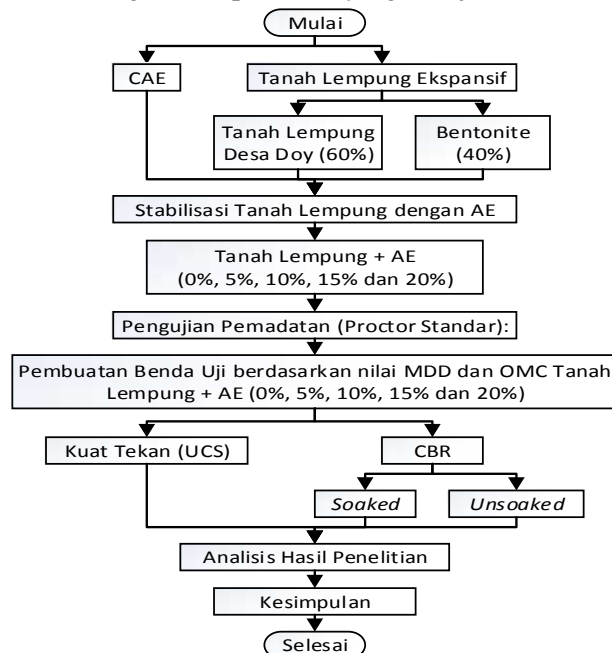 Mulai
CAE
Tanah Lempung Ekspansif
Tanah Lempung
Desa Doy (60%)
Bentonite
(40%)
Stabilisasi Tanah Lempung dengan AE
Tanah Lempung + AE
(0%, 5%, 10%, 15% dan 20%)
Pengujian Pemadatan (Proctor Standar):
Pembuatan Benda Uji berdasarkan nilai MDD dan OMC Tanah
Lempung + AE (0%, 5%, 10%, 15% dan 20%)
Kuat Tekan (UCS)
CBR
Soaked
Unsoaked
Analisis Hasil Penelitian
Kesimpulan
Selesai